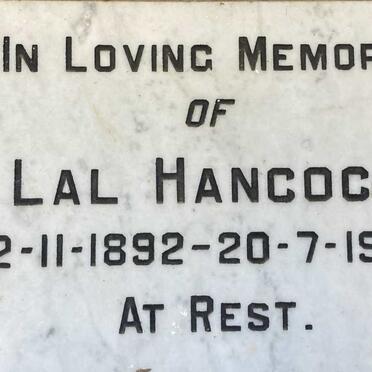 IN LOVING MEMOR
OF
LAL HANCOC
2-11-1892-20-7-19
AT REST.